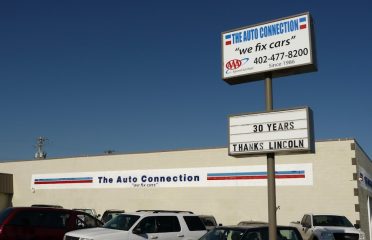 THE AUTO CONNECTION
"we fix cars"
AAA
402-477-8200
Since 1986
30 YEARS
THANKS LINCOLN
The Auto Connection
"we fix cars"